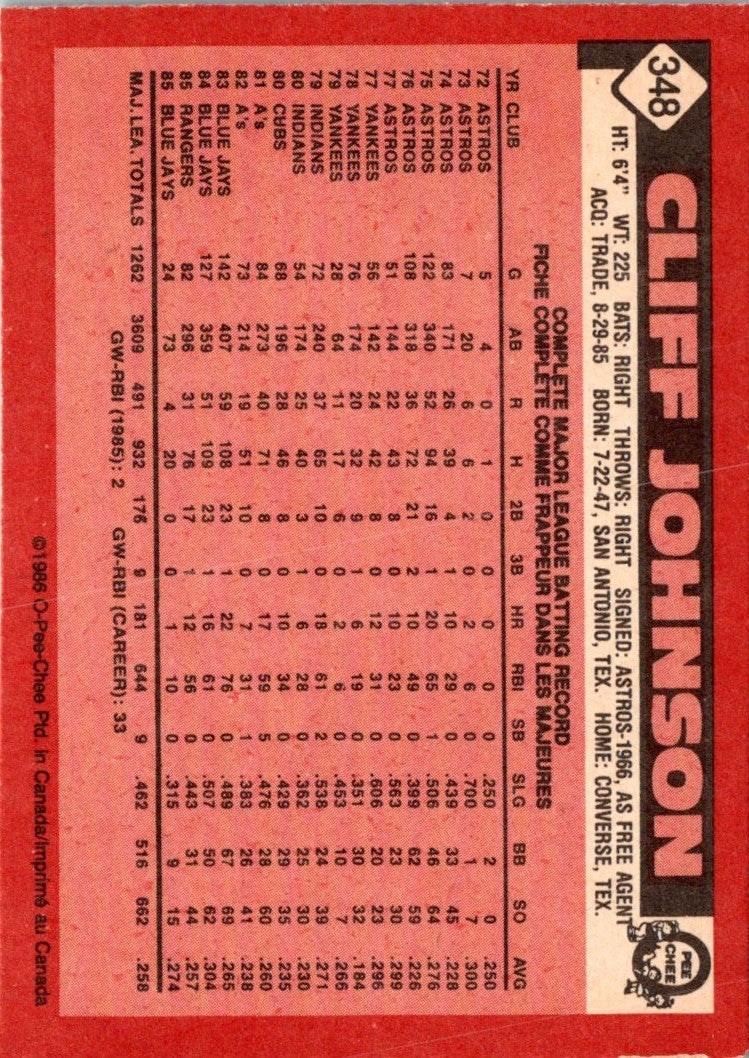 348
CLIFF JOHNSON
O PEE CHEE
HT: 6'4" WT: 225 BATS: RIGHT THROWS: RIGHT SIGNED: ASTROS-1966, AS FREE AGENT
ACQ: TRADE, 8-29-85 BORN: 7-22-47, SAN ANTONIO, TEX. HOME: CONVERSE, TEX.
COMPLETE MAJOR LEAGUE BATTING RECORD
FICHE COMPLÈTE COMME FRAPPEUR DANS LES MAJEURES
YR CLUB G AB R H 2B 3B HR RBI SB SLG BB SO AVG
72 ASTROS 5 4 0 1 0 0 0 0 0 .250 2 0 .250
73 ASTROS 7 20 6 6 2 0 2 6 0 .700 1 7 .300
74 ASTROS 83 171 26 39 4 1 10 29 0 .439 33 45 .228
75 ASTROS 122 340 52 94 16 1 20 65 1 .506 46 64 .276
76 ASTROS 108 318 36 72 21 2 10 49 0 .399 62 59 .226
77 ASTROS 51 144 22 43 8 0 10 23 0 .563 23 30 .299
77 YANKEES 56 142 24 42 8 0 12 31 0 .606 20 23 .296
78 YANKEES 76 174 20 32 9 1 6 19 0 .351 30 32 .184
79 YANKEES 28 64 11 17 6 0 2 6 0 .453 10 7 .266
79 INDIANS 72 240 37 65 10 0 18 61 2 .538 24 39 .271
80 INDIANS 54 174 25 40 3 1 6 28 0 .362 25 30 .230
80 CUBS 68 196 28 46 8 0 10 34 0 .429 29 35 .235
81 A's 84 273 40 71 8 0 17 59 5 .476 28 60 .260
82 A's 73 214 19 51 10 0 7 31 1 .383 26 41 .238
83 BLUE JAYS 142 407 59 108 23 1 22 76 0 .489 67 69 .265
84 BLUE JAYS 127 359 51 109 23 1 16 61 0 .507 50 62 .304
85 RANGERS 82 296 31 76 17 1 12 56 0 .443 31 44 .257
85 BLUE JAYS 24 73 4 20 0 0 1 10 0 .315 9 15 .274
MAJ. LEA. TOTALS 1262 3609 491 932 176 9 181 644 9 .462 516 662 .258
GW-RBI (1985): 2 GW-RBI (CAREER): 33
©1986 O-Pee-Chee Ptd. in Canada/Imprimé au Canada